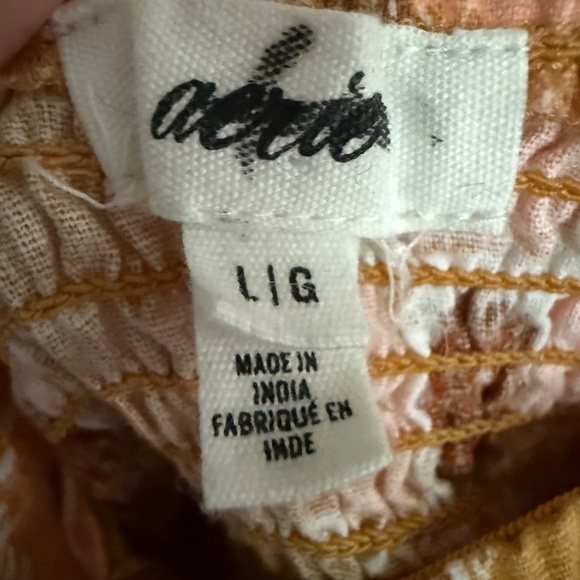 aerie
L|G
MADE IN
INDIA
FABRIQUÉ EN
INDE